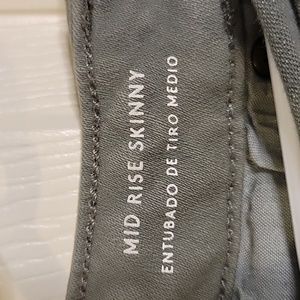 MID RISE SKINNY
ENTUBADO DE TIRO MEDIO